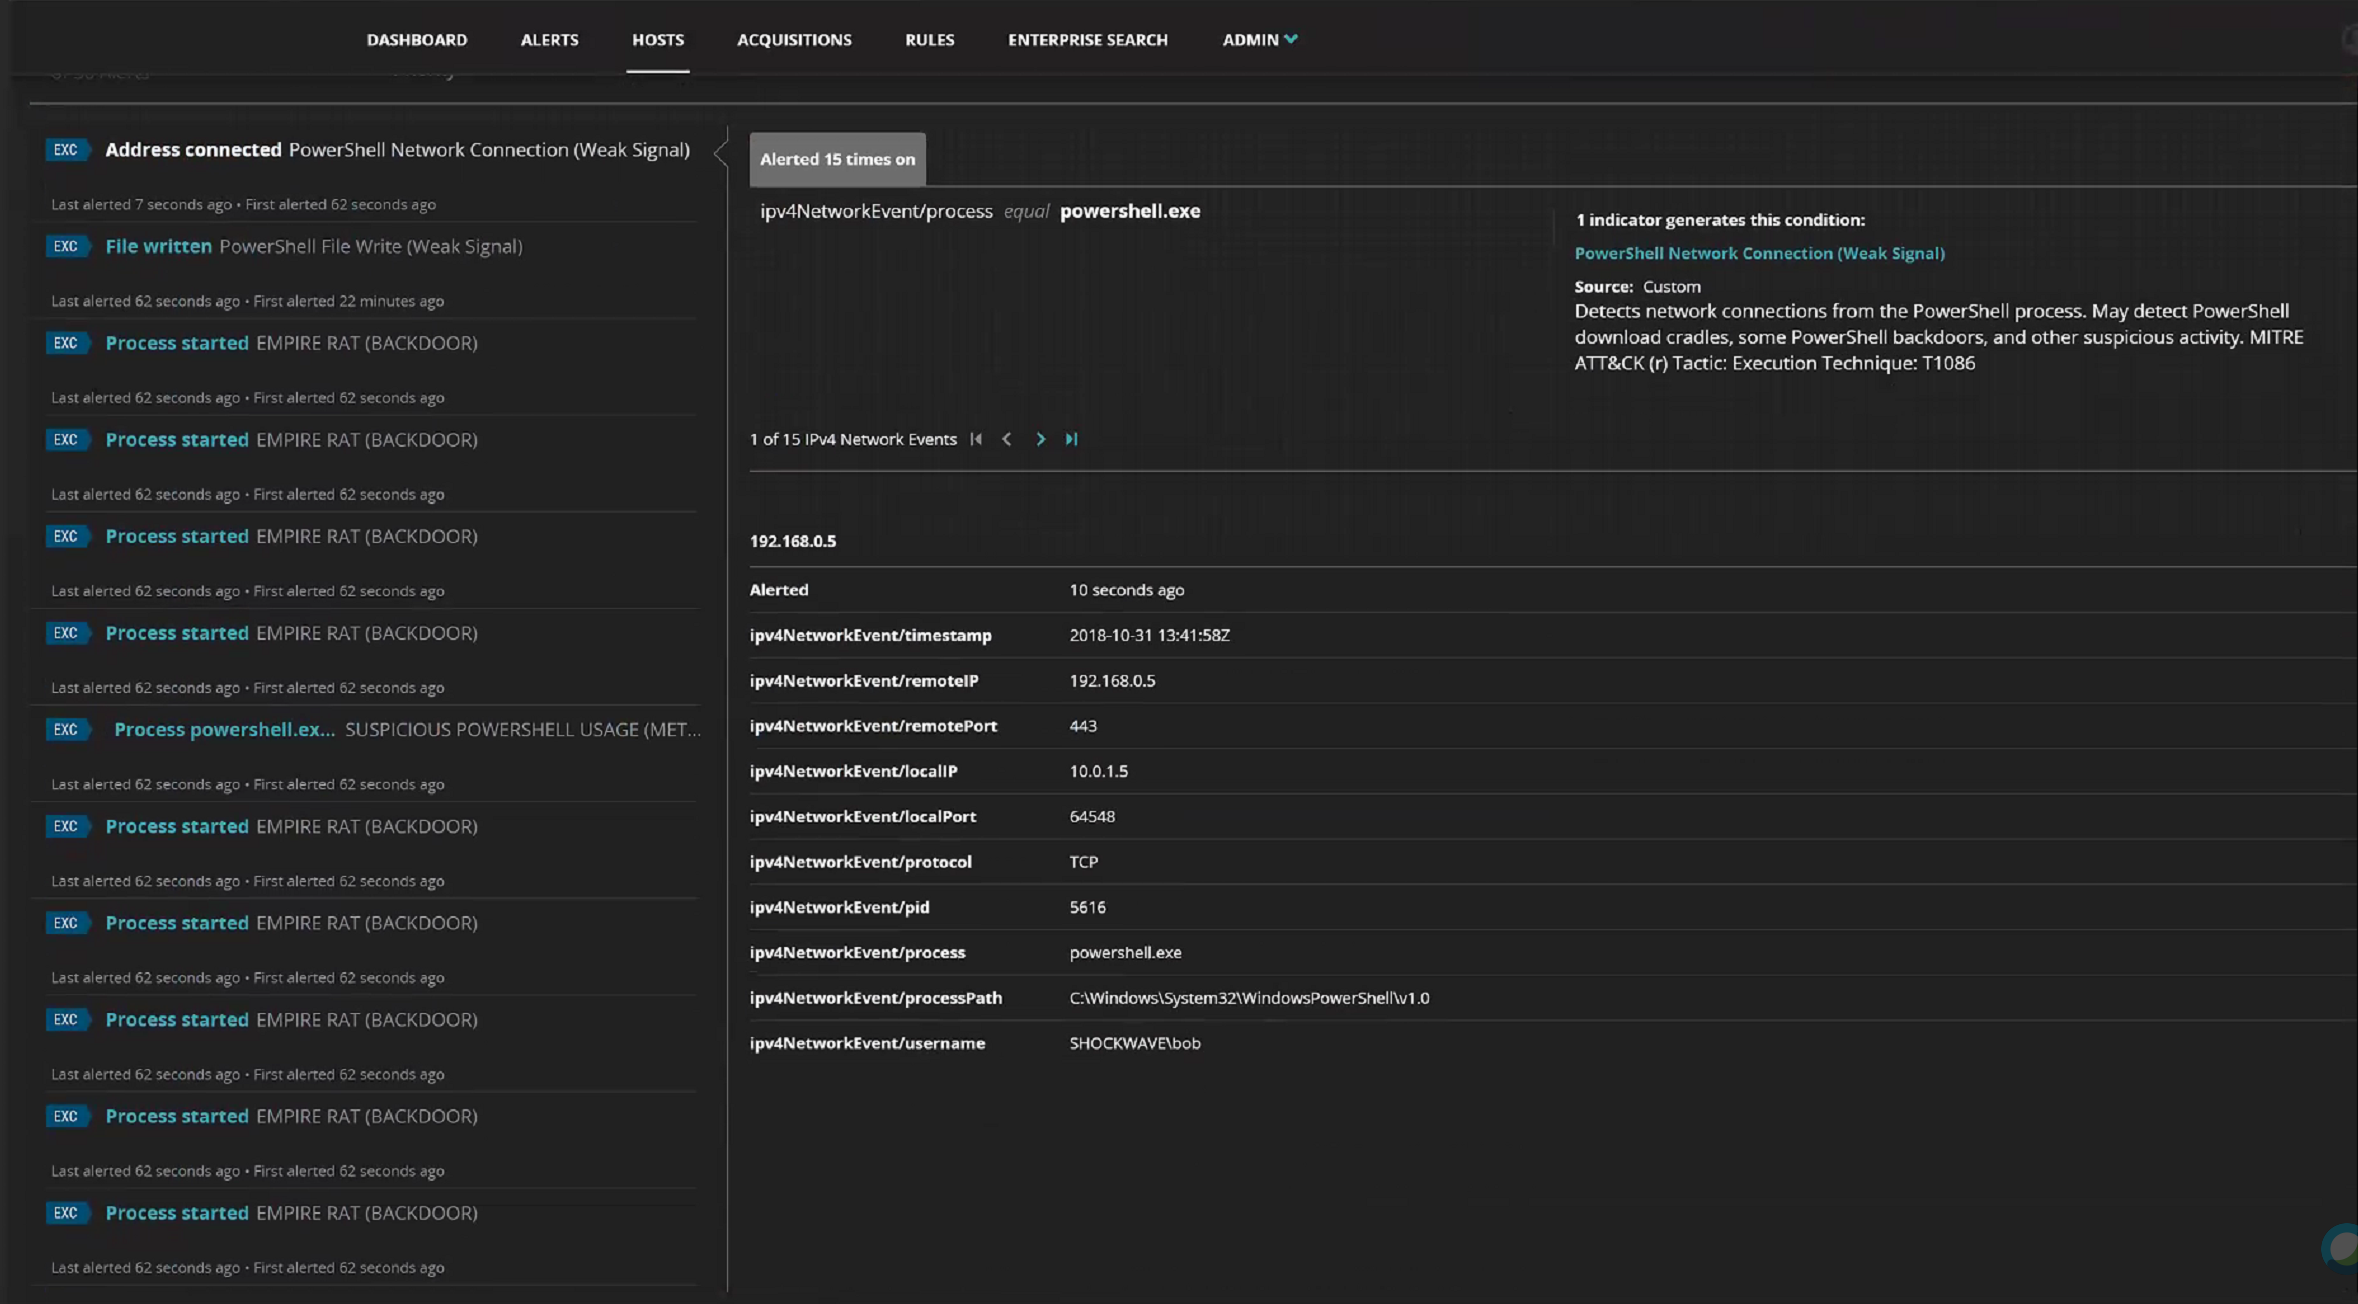 DASHBOARD ALERTS HOSTS ACQUISITIONS RULES ENTERPRISE SEARCH ADMIN
EXC Address connected PowerShell Network Connection (Weak Signal)
Last alerted 7 seconds ago • First alerted 62 seconds ago
EXC File written PowerShell File Write (Weak Signal)
Last alerted 62 seconds ago • First alerted 22 minutes ago
EXC Process started EMPIRE RAT (BACKDOOR)
Last alerted 62 seconds ago • First alerted 62 seconds ago
EXC Process started EMPIRE RAT (BACKDOOR)
Last alerted 62 seconds ago • First alerted 62 seconds ago
EXC Process started EMPIRE RAT (BACKDOOR)
Last alerted 62 seconds ago • First alerted 62 seconds ago
EXC Process started EMPIRE RAT (BACKDOOR)
Last alerted 62 seconds ago • First alerted 62 seconds ago
EXC Process powershell.ex... SUSPICIOUS POWERSHELL USAGE (MET...
Last alerted 62 seconds ago • First alerted 62 seconds ago
EXC Process started EMPIRE RAT (BACKDOOR)
Last alerted 62 seconds ago • First alerted 62 seconds ago
EXC Process started EMPIRE RAT (BACKDOOR)
Last alerted 62 seconds ago • First alerted 62 seconds ago
EXC Process started EMPIRE RAT (BACKDOOR)
Last alerted 62 seconds ago • First alerted 62 seconds ago
EXC Process started EMPIRE RAT (BACKDOOR)
Last alerted 62 seconds ago • First alerted 62 seconds ago
EXC Process started EMPIRE RAT (BACKDOOR)
Last alerted 62 seconds ago • First alerted 62 seconds ago
Alerted 15 times on
ipv4NetworkEvent/process equal powershell.exe
1 indicator generates this condition:
PowerShell Network Connection (Weak Signal)
Source: Custom
Detects network connections from the PowerShell process. May detect PowerShell
download cradles, some PowerShell backdoors, and other suspicious activity. MITRE
ATT&CK (r) Tactic: Execution Technique: T1086
1 of 15 IPv4 Network Events
192.168.0.5
Alerted 10 seconds ago
ipv4NetworkEvent/timestamp 2018-10-31 13:41:58Z
ipv4NetworkEvent/remoteIP 192.168.0.5
ipv4NetworkEvent/remotePort 443
ipv4NetworkEvent/localIP 10.0.1.5
ipv4NetworkEvent/localPort 64548
ipv4NetworkEvent/protocol TCP
ipv4NetworkEvent/pid 5616
ipv4NetworkEvent/process powershell.exe
ipv4NetworkEvent/processPath C:\Windows\System32\WindowsPowerShell\v1.0
ipv4NetworkEvent/username SHOCKWAVE\bob